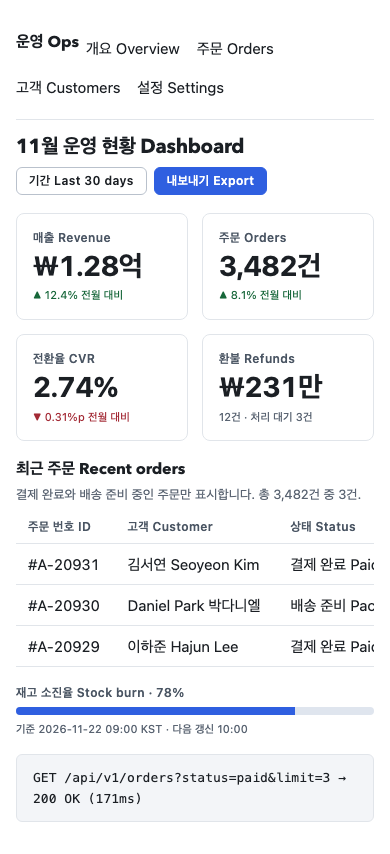 운영 Ops 개요 Overview 주문 Orders
고객 Customers 설정 Settings
11월 운영 현황 Dashboard
기간 Last 30 days 내보내기 Export
매출 Revenue 주문 Orders
₩1.28억 3,482건
▲ 12.4% 전월 대비 ▲ 8.1% 전월 대비
전환율 CVR 환불 Refunds
2.74% ₩231만
▼ 0.31%p 전월 대비 12건 · 처리 대기 3건
최근 주문 Recent orders
결제 완료와 배송 준비 중인 주문만 표시합니다. 총 3,482건 중 3건.
주문 번호 ID 고객 Customer 상태 Status
#A-20931 김서연 Seoyeon Kim 결제 완료
#A-20930 Daniel Park 박다니엘 배송 준비
#A-20929 이하준 Hajun Lee 결제 완료
재고 소진율 Stock burn · 78%
기준 2026-11-22 09:00 KST · 다음 갱신 10:00
GET /api/v1/orders?status=paid&limit=3 →
200 OK (171ms)